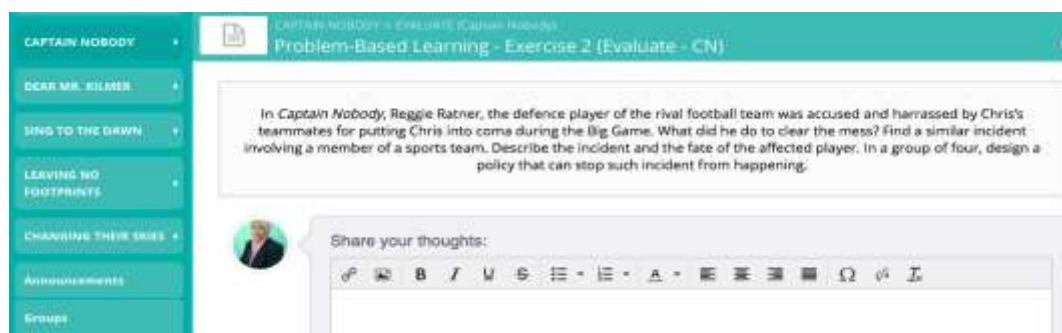 CAPTAIN NOBODY
DEAR MR. KILMER
SING TO THE DAWN
LEAVING NO
FOOTPRINTS
CHANGING THEIR SKIES
Announcements
Groups
CAPTAIN NOBODY > EVALUATE (Captain Nobody)
Problem-Based Learning - Exercise 2 (Evaluate - CN)
In Captain Nobody, Reggie Ratner, the defence player of the rival football team was accused and harrassed by Chris's
teammates for putting Chris into coma during the Big Game. What did he do to clear the mess? Find a similar incident
involving a member of a sports team. Describe the incident and the fate of the affected player. In a group of four, design a
policy that can stop such incident from happening.
Share your thoughts: